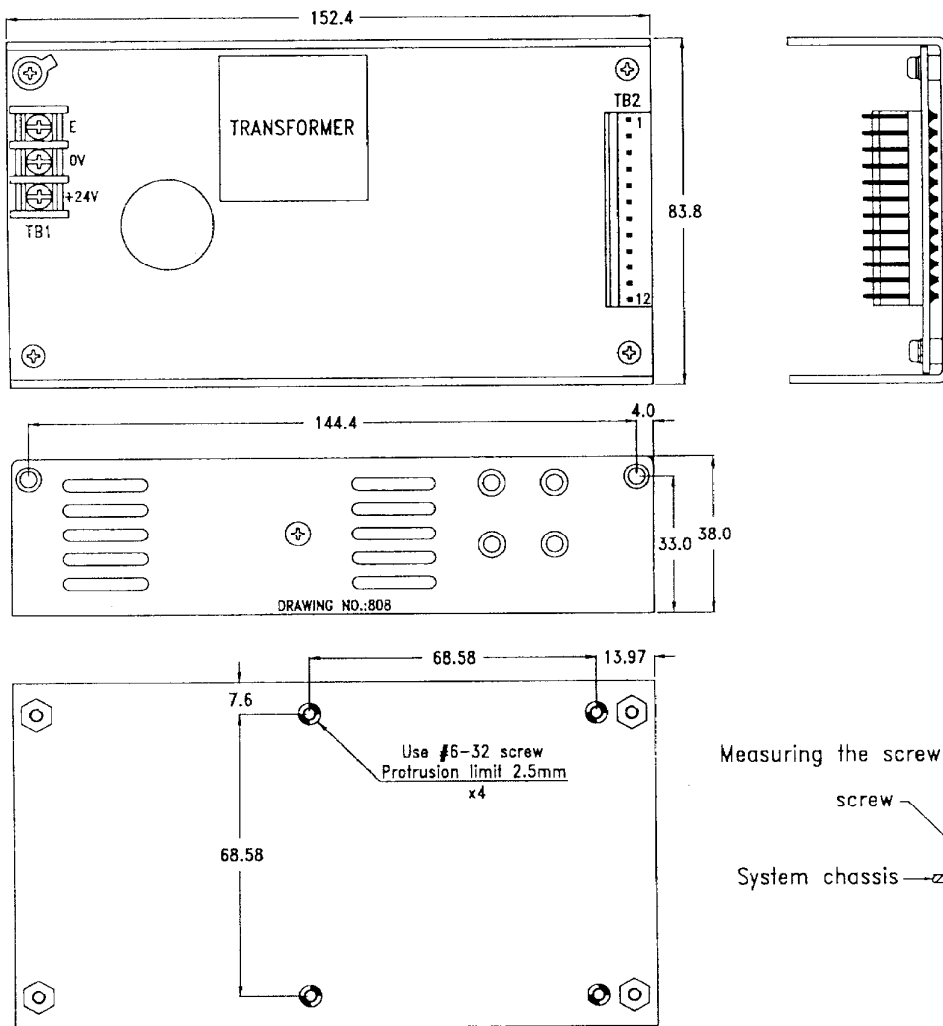 152.4
TRANSFORMER
TB2
1
E
0V
+24V
TB1
83.8
12
144.4
4.0
33.0
38.0
DRAWING NO.:808
68.58
13.97
7.6
Use #6-32 screw
Protrusion limit 2.5mm
x4
68.58
Measuring the screw
screw
System chassis